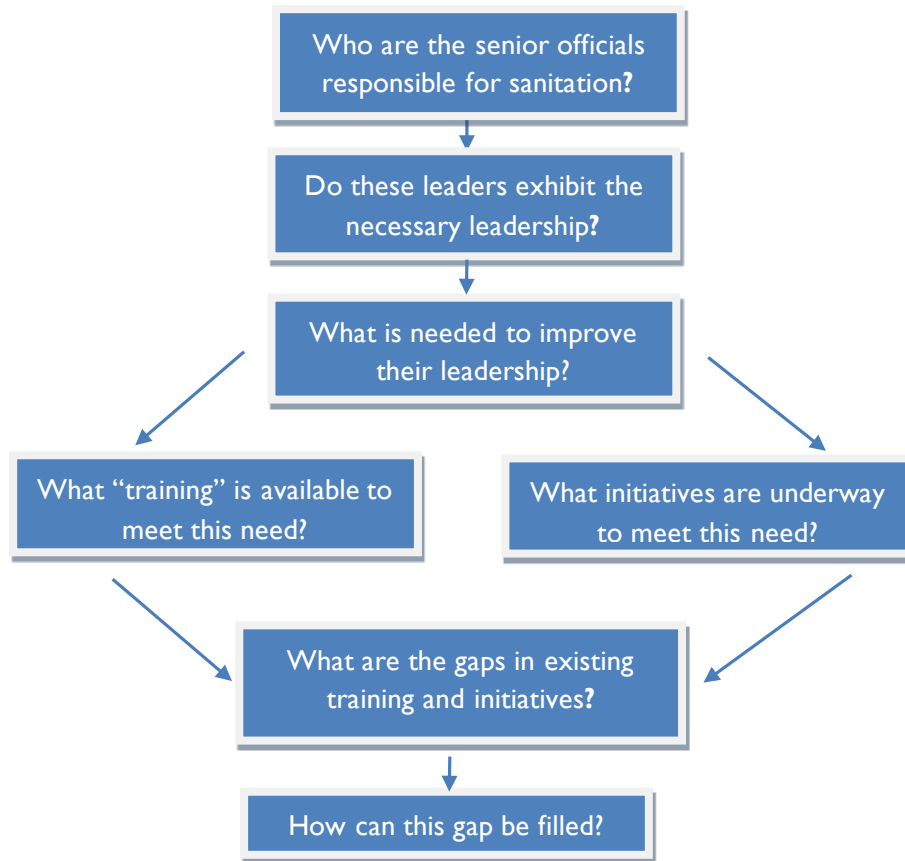 Who are the senior officials
responsible for sanitation?
Do these leaders exhibit the
necessary leadership?
What is needed to improve
their leadership?
What “training” is available to
meet this need?
What initiatives are underway
to meet this need?
What are the gaps in existing
training and initiatives?
How can this gap be filled?